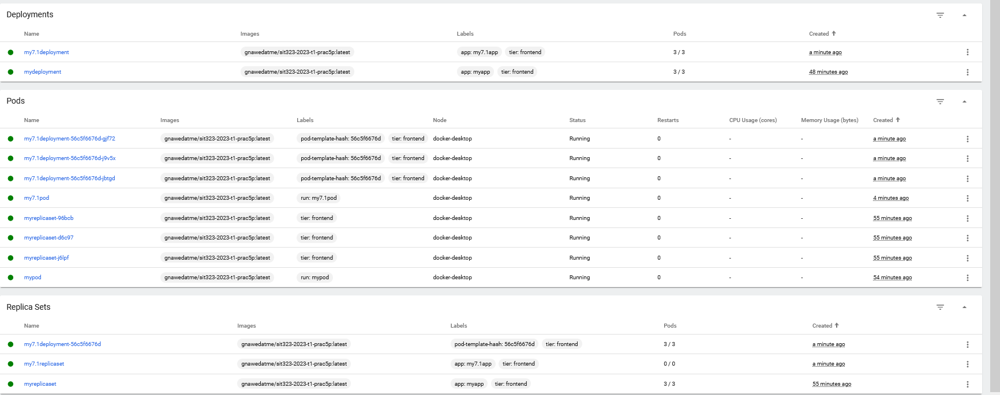 Deployments
Name Images Labels Pods Created
my7.1deployment gnawedatme/sit323-2023-t1-prac5p:latest app: my7.1app tier: frontend 3 / 3 a minute ago
mydeployment gnawedatme/sit323-2023-t1-prac5p:latest app: myapp tier: frontend 3 / 3 48 minutes ago
Pods
Name Images Labels Node Status Restarts CPU Usage (cores) Memory Usage (bytes) Created
my7.1deployment-56c5f6676d-gjf72 gnawedatme/sit323-2023-t1-prac5p:latest pod-template-hash: 56c5f6676d tier: frontend docker-desktop Running 0 - - a minute ago
my7.1deployment-56c5f6676d-j9v5x gnawedatme/sit323-2023-t1-prac5p:latest pod-template-hash: 56c5f6676d tier: frontend docker-desktop Running 0 - - a minute ago
my7.1deployment-56c5f6676d-jbtgd gnawedatme/sit323-2023-t1-prac5p:latest pod-template-hash: 56c5f6676d tier: frontend docker-desktop Running 0 - - a minute ago
my7.1pod gnawedatme/sit323-2023-t1-prac5p:latest run: my7.1pod docker-desktop Running 0 - - 4 minutes ago
myreplicaset-96bcb gnawedatme/sit323-2023-t1-prac5p:latest tier: frontend docker-desktop Running 0 - - 55 minutes ago
myreplicaset-d6c97 gnawedatme/sit323-2023-t1-prac5p:latest tier: frontend docker-desktop Running 0 - - 55 minutes ago
myreplicaset-j6lpf gnawedatme/sit323-2023-t1-prac5p:latest tier: frontend docker-desktop Running 0 - - 55 minutes ago
mypod gnawedatme/sit323-2023-t1-prac5p:latest run: mypod docker-desktop Running 0 - - 54 minutes ago
Replica Sets
Name Images Labels Pods Created
my7.1deployment-56c5f6676d gnawedatme/sit323-2023-t1-prac5p:latest pod-template-hash: 56c5f6676d tier: frontend 3 / 3 a minute ago
my7.1replicaset gnawedatme/sit323-2023-t1-prac5p:latest app: my7.1app tier: frontend 0 / 0 a minute ago
myreplicaset gnawedatme/sit323-2023-t1-prac5p:latest app: myapp tier: frontend 3 / 3 55 minutes ago